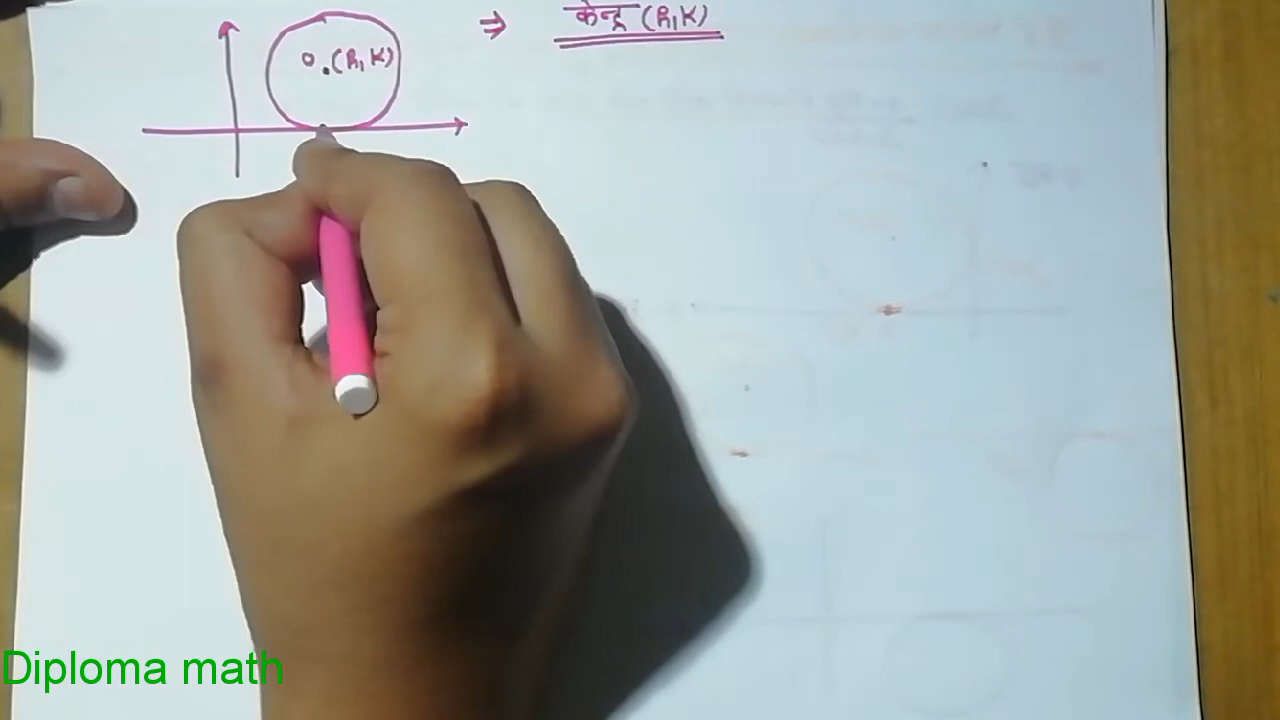 ⇒ केन्द्र (h, k)
O. (h, k)
Diploma math